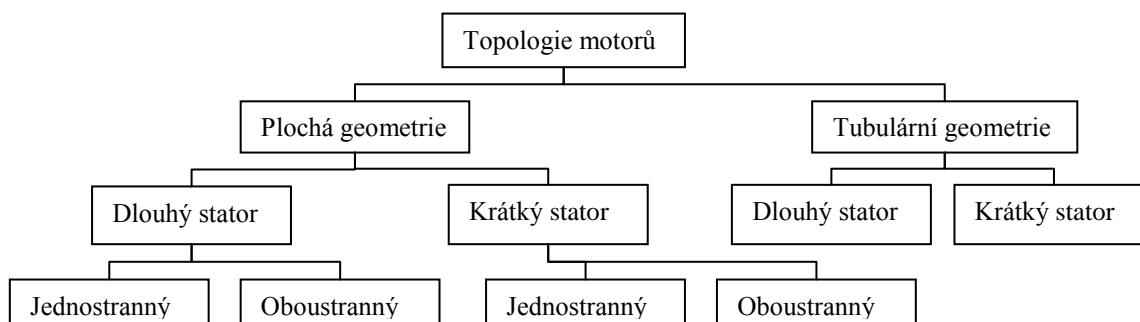 Topologie motorů
Plochá geometrie
Tubulární geometrie
Dlouhý stator
Krátký stator
Dlouhý stator
Krátký stator
Jednostranný
Oboustranný
Jednostranný
Oboustranný